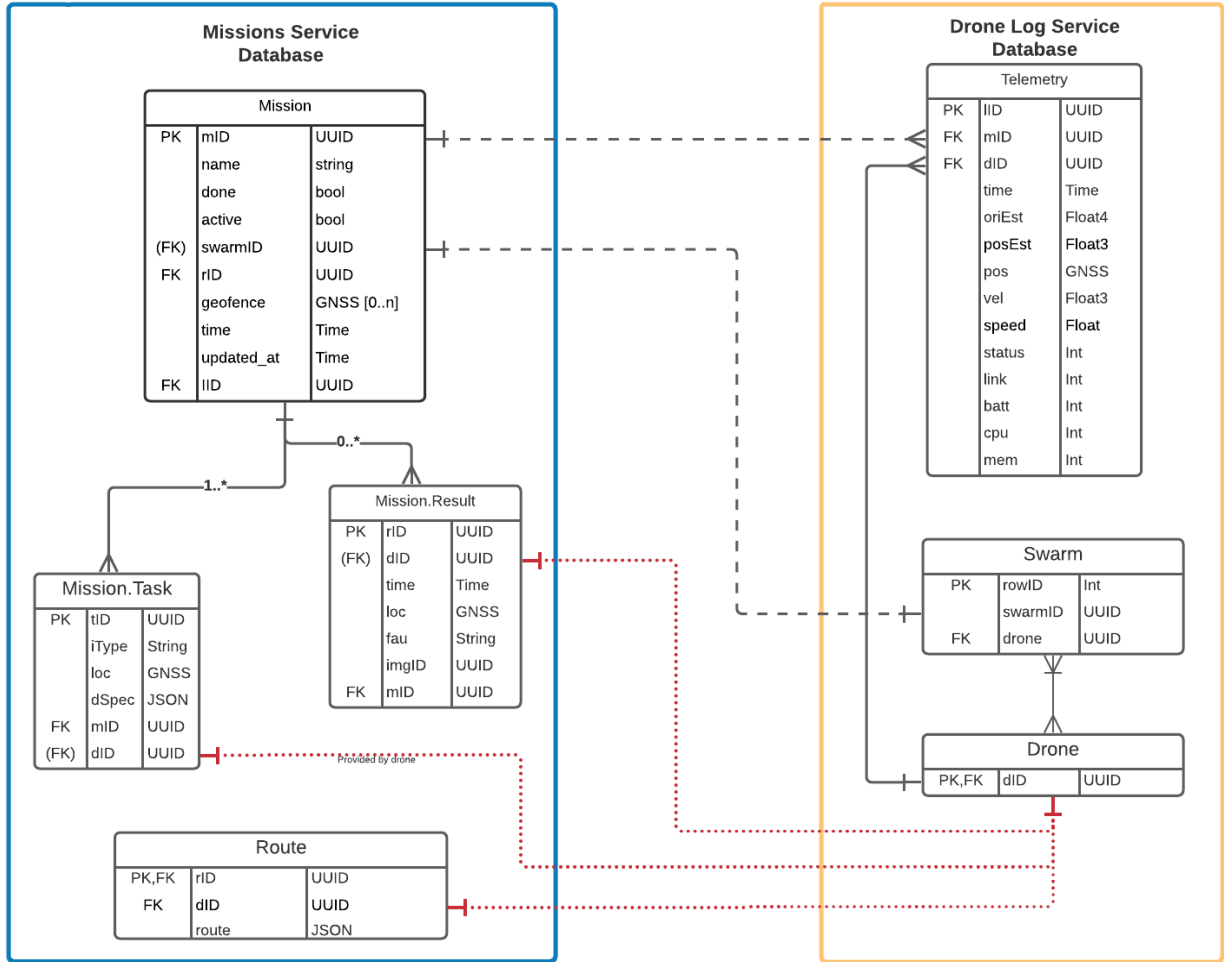 Missions Service
Database
Mission
PK mID UUID
name string
done bool
active bool
(FK) swarmID UUID
FK rID UUID
geofence GNSS [0..n]
time Time
updated_at Time
FK lID UUID
0..*
1..*
Mission.Result
PK rID UUID
(FK) dID UUID
time Time
loc GNSS
fau String
imgID UUID
FK mID UUID
Mission.Task
PK tID UUID
iType String
loc GNSS
dSpec JSON
FK mID UUID
(FK) dID UUID
Provided by drone
Route
PK,FK rID UUID
FK dID UUID
route JSON
Drone Log Service
Database
Telemetry
PK lID UUID
FK mID UUID
FK dID UUID
time Time
oriEst Float4
posEst Float3
pos GNSS
vel Float3
speed Float
status Int
link Int
batt Int
cpu Int
mem Int
Swarm
PK rowID Int
swarmID UUID
FK drone UUID
Drone
PK,FK dID UUID